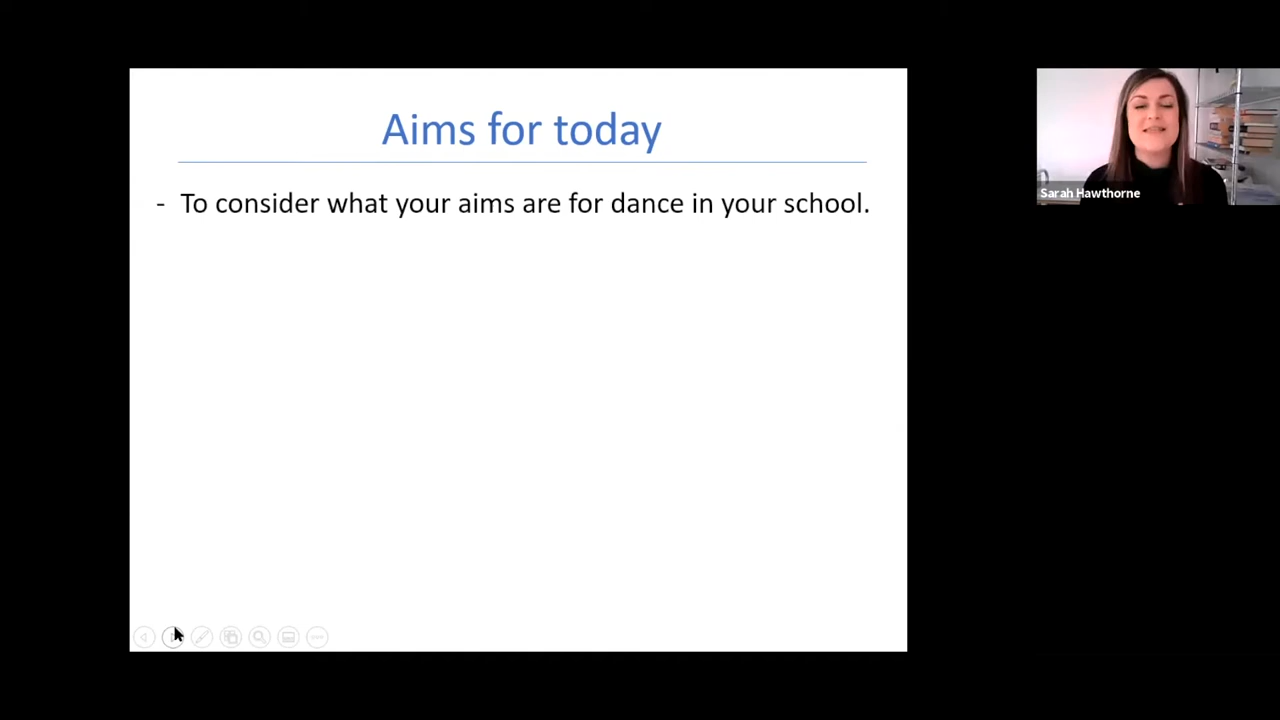 Aims for today
- To consider what your aims are for dance in your school.
Sarah Hawthorne